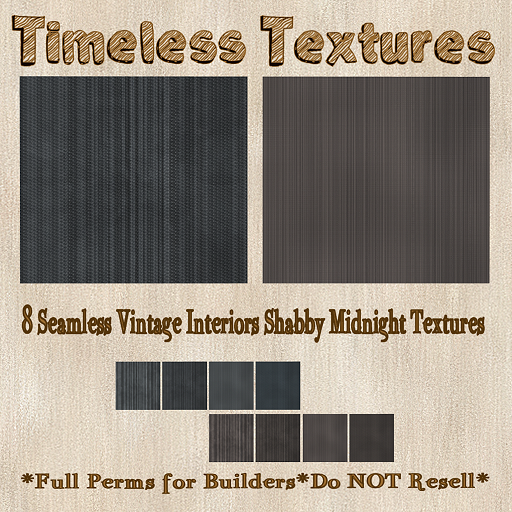 Timeless Textures
8 Seamless Vintage Interiors Shabby Midnight Textures
*Full Perms for Builders*Do NOT Resell*